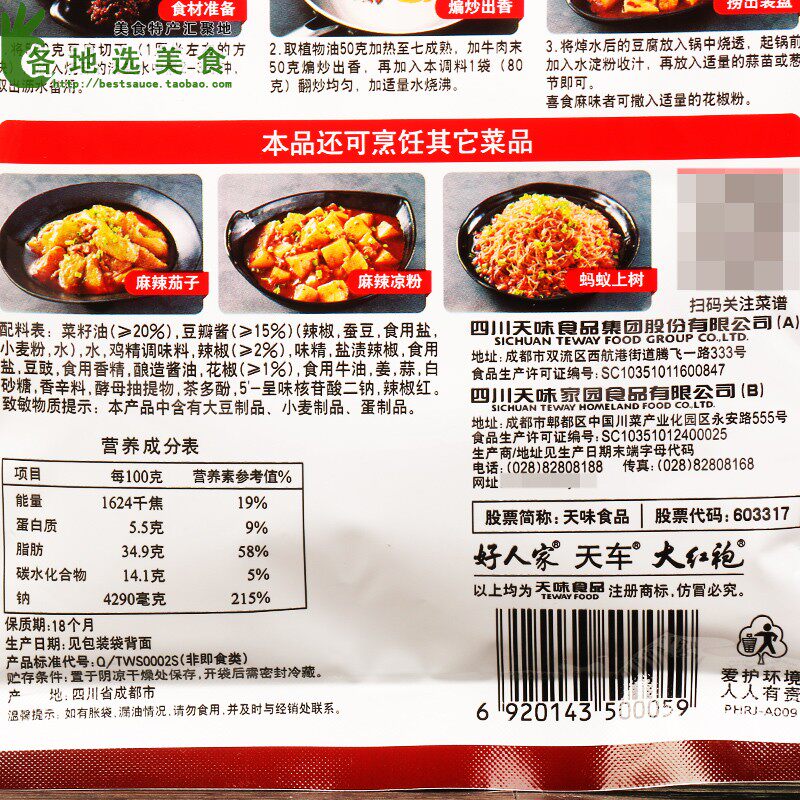 食材准备
煸炒出香
捞出装盘
美食特产汇聚地
各地选美食
http://bestsauce.taobao.com
2.取植物油50克加热至七成熟,加牛肉末
50克煸炒出香,再放入本调料1袋(80
克)翻炒均匀,加适量水烧沸。
3.将焯水后的豆腐放入锅中烧透,起锅前
加入水淀粉收汁,再放入适量的蒜苗或葱
节即可。
喜食麻味者可撒入适量的花椒粉。
本品还可烹饪其它菜品
麻辣茄子
麻辣凉粉
蚂蚁上树
扫码关注菜谱
配料表:菜籽油(≥20%),豆瓣酱(≥15%)(辣椒,蚕豆,食用盐,
小麦粉,水),水,鸡精调味料,辣椒(≥2%),味精,盐渍辣椒,食用
盐,豆豉,食用香精,酿造酱油,花椒(≥1%),食用牛油,姜,蒜,白
砂糖,香辛料,酵母抽提物,茶多酚,5'-呈味核苷酸二钠,辣椒红。
致敏物质提示:本产品中含有大豆制品、小麦制品、蛋制品。
四川天味食品集团股份有限公司(A)
SICHUAN TEWAY FOOD GROUP CO.,LTD.
地址:成都市双流区西航港街道腾飞一路333号
食品生产许可证编号:SC10351011600847
四川天味家园食品有限公司(B)
SICHUAN TEWAY HOMELAND FOOD CO.,LTD.
地址:成都市郫都区中国川菜产业化园区永安路555号
食品生产许可证编号:SC10351012400025
生产商/地址见生产日期末端字母代码
电话:(028)82808188 传真:(028)82808168
网址
股票简称:天味食品 股票代码:603317
营养成分表
项目 每100克 营养素参考值%
能量 1624千焦 19%
蛋白质 5.5克 9%
脂肪 34.9克 58%
碳水化合物 14.1克 5%
钠 4290毫克 215%
好人家® 天车® 大红袍®
以上均为 天味食品 TEWAY FOOD 注册商标,仿冒必究。
保质期:18个月
生产日期:见包装袋背面
产品标准代号:Q/TWS0002S(非即食类)
贮存条件:置于阴凉干燥处保存,开袋后需密封冷藏。
产 地:四川省成都市
温馨提示:如有胀袋、漏油情况,请勿食用,并及时与经销处联系。
6 920143 500059
爱护环境
人人有责
PHRJ-A009